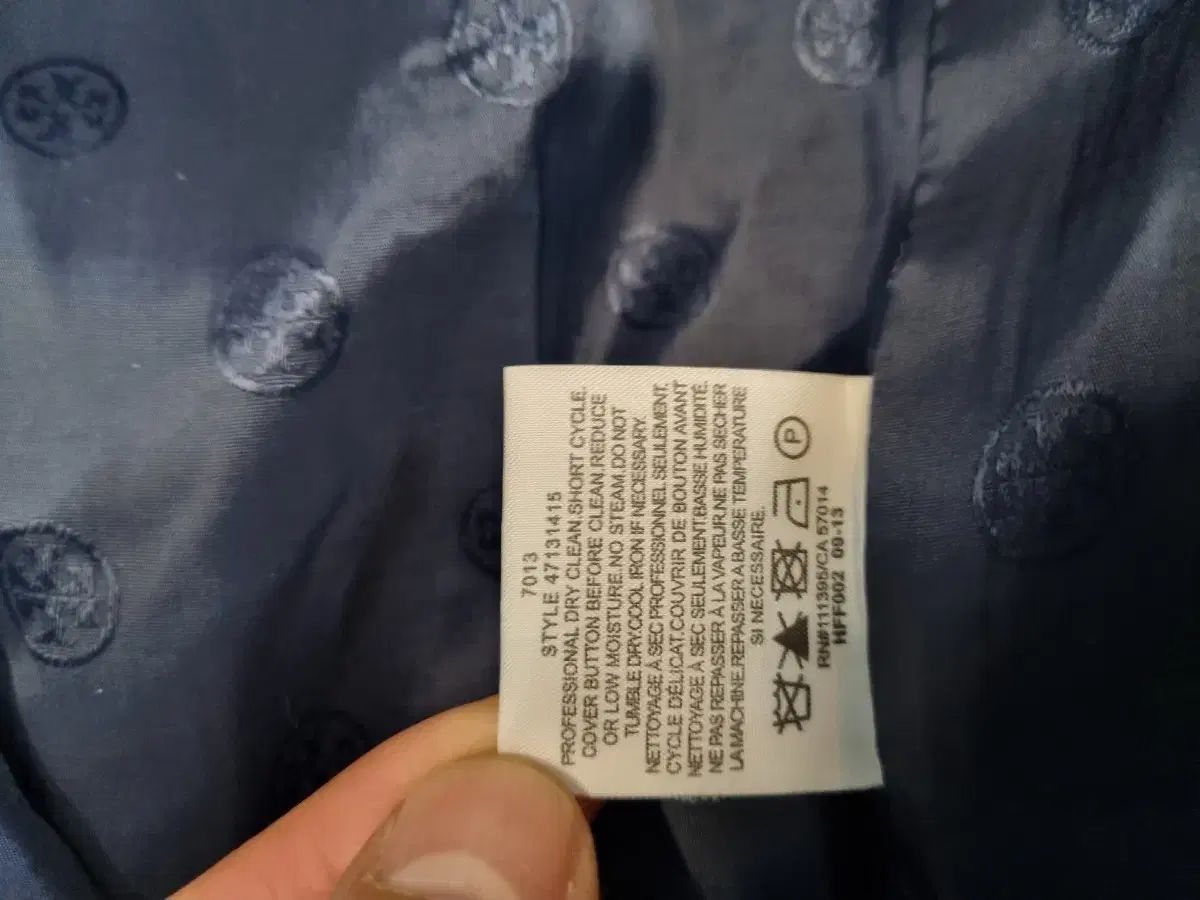 7013
STYLE 47131415
PROFESSIONAL DRY CLEAN.SHORT CYCLE.
COVER BUTTON BEFORE CLEAN.REDUCE
OR LOW MOISTURE.NO STEAM.DO NOT
TUMBLE DRY.COOL IRON IF NECESSARY.
NETTOYAGE À SEC PROFESSIONNEL SEULEMENT.
CYCLE DÉLICAT.COUVRIR DE BOUTON AVANT
NETTOYAGE À SEC SEULEMENT.BASSE HUMIDITÉ.
NE PAS REPASSER À LA VAPEUR.NE PAS SECHER
LA MACHINE.REPASSER A BASSE TEMPERATURE
SI NECESSAIRE.
P
RN#111395/CA 57014
HFF002 09-13